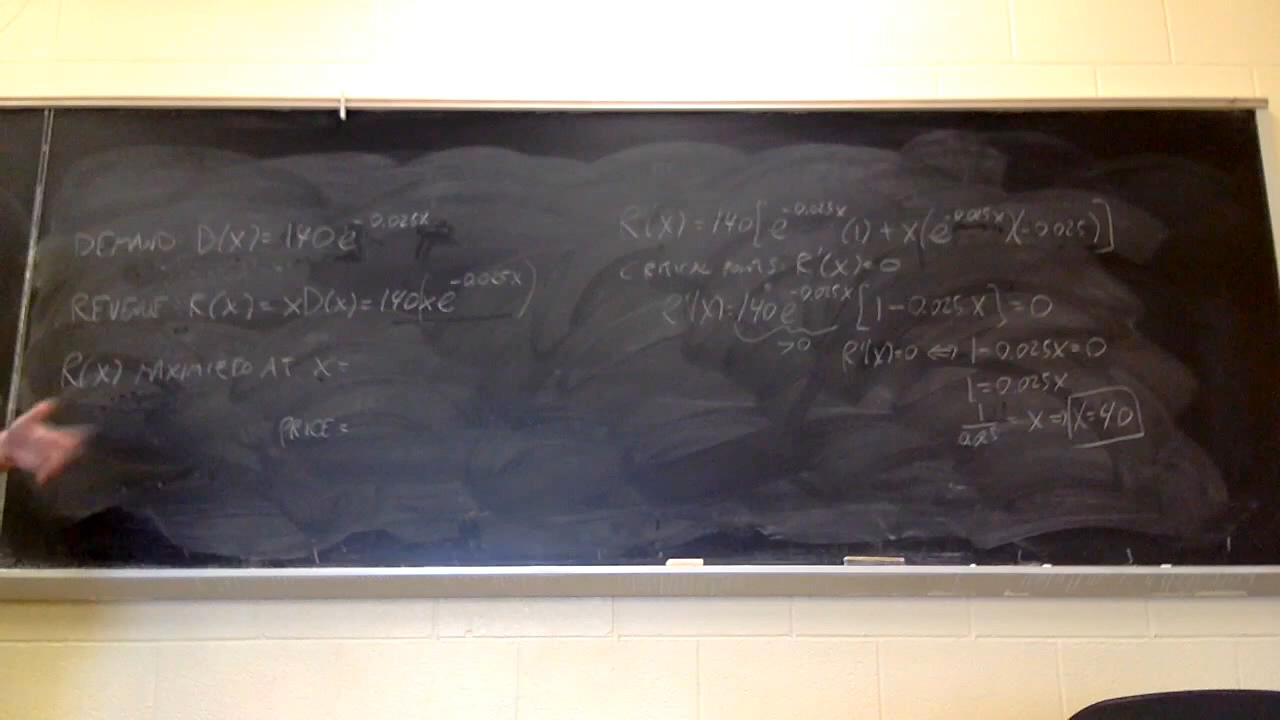 DEMAND D(x) = 140e^{-0.025x}
REVENUE R(x) = xD(x) = 140(xe^{-0.025x})
R(x) MAXIMIZED AT x =
PRICE =
R'(x) = 140[e^{-0.025x}(1) + x(e^{-0.025x})(-0.025)]
CRITICAL POINTS R'(x) = 0
R'(x) = 140e^{-0.025x}[1 - 0.025x] = 0
>0
R'(x) = 0 ⟺ 1 - 0.025x = 0
1 = 0.025x
1/0.025 = x ⇒ x = 40